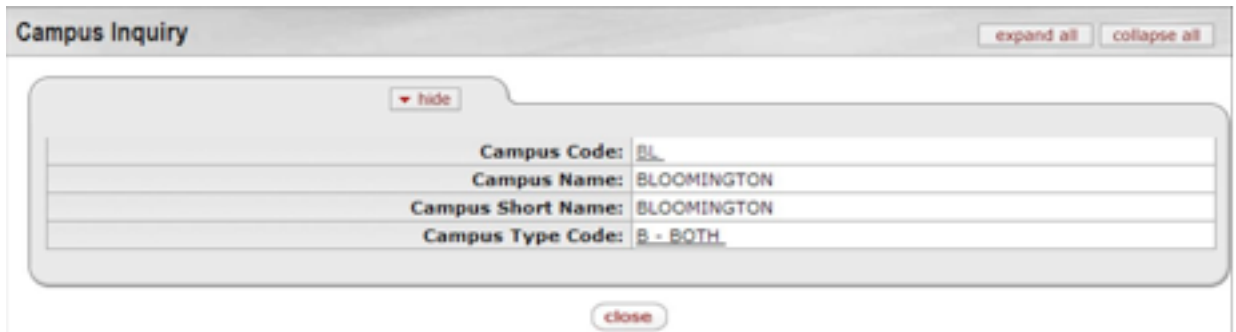 Campus Inquiry expand all collapse all
hide
Campus Code: BL
Campus Name: BLOOMINGTON
Campus Short Name: BLOOMINGTON
Campus Type Code: B - BOTH
close